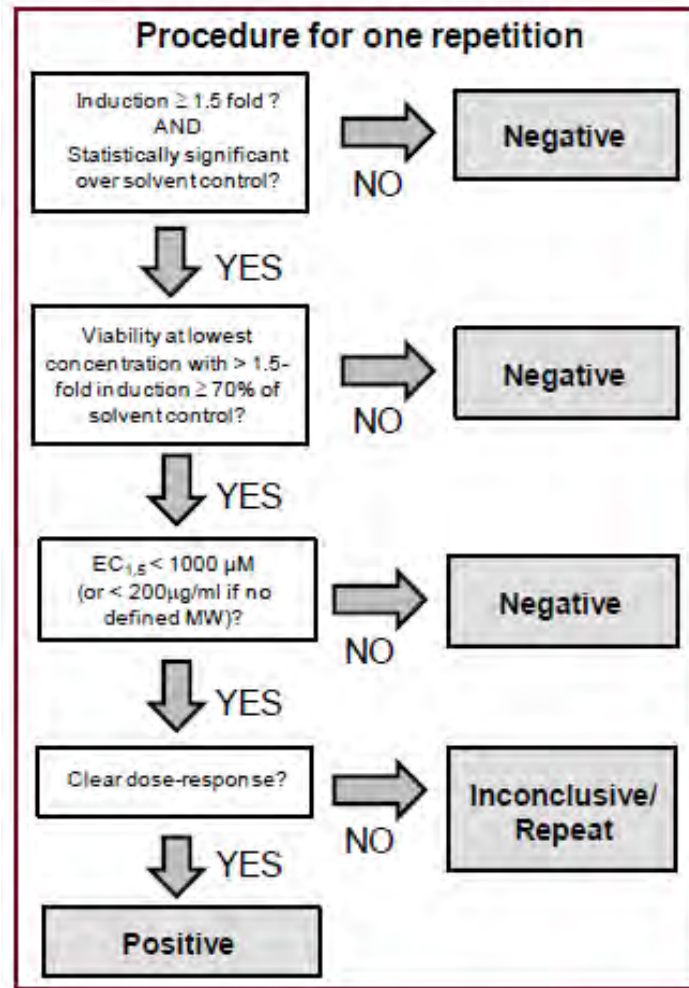 Procedure for one repetition
Induction ≥ 1.5 fold ?
AND
Statistically significant
over solvent control?
NO
Negative
YES
Viability at lowest
concentration with > 1.5-
fold induction ≥ 70% of
solvent control?
NO
Negative
YES
EC1,5 < 1000 µM
(or < 200µg/ml if no
defined MW)?
NO
Negative
YES
Clear dose-response?
NO
Inconclusive/
Repeat
YES
Positive